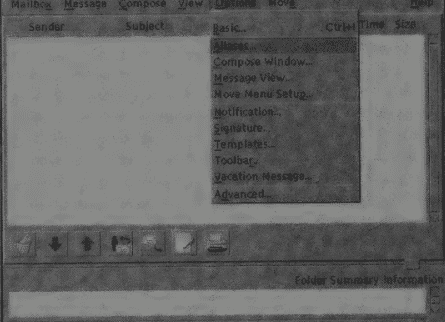 Mailbox Message Compose View Options Move Help
Sender Subject Time Size
Basic... Ctrl+I
Aliases...
Compose Window...
Message View...
Move Menu Setup...
Notification...
Signature.
Templates...
Toolbar.
Vacation Message...
Advanced...
Folder Summary Information